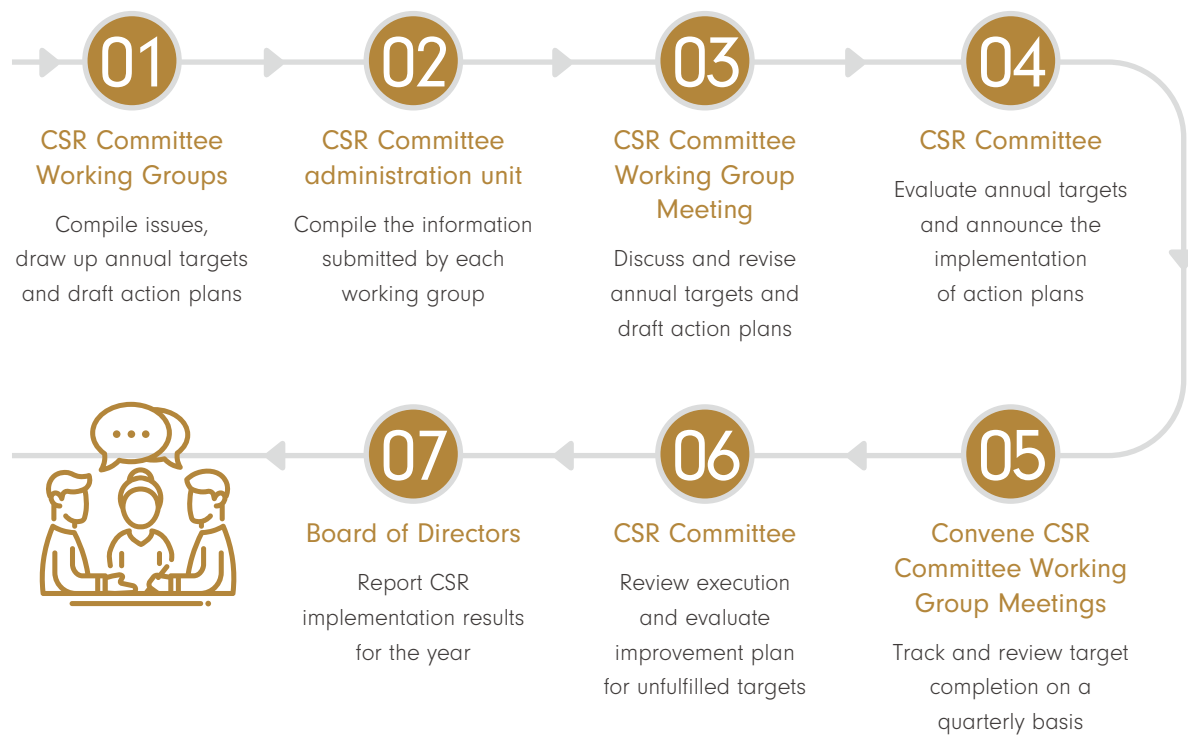 01
CSR Committee
Working Groups
Compile issues,
draw up annual targets
and draft action plans
02
CSR Committee
administration unit
Compile the information
submitted by each
working group
03
CSR Committee
Working Group
Meeting
Discuss and revise
annual targets and
draft action plans
04
CSR Committee
Evaluate annual targets
and announce the
implementation
of action plans
05
Convene CSR
Committee Working
Group Meetings
Track and review target
completion on a
quarterly basis
06
CSR Committee
Review execution
and evaluate
improvement plan
for unfulfilled targets
07
Board of Directors
Report CSR
implementation results
for the year